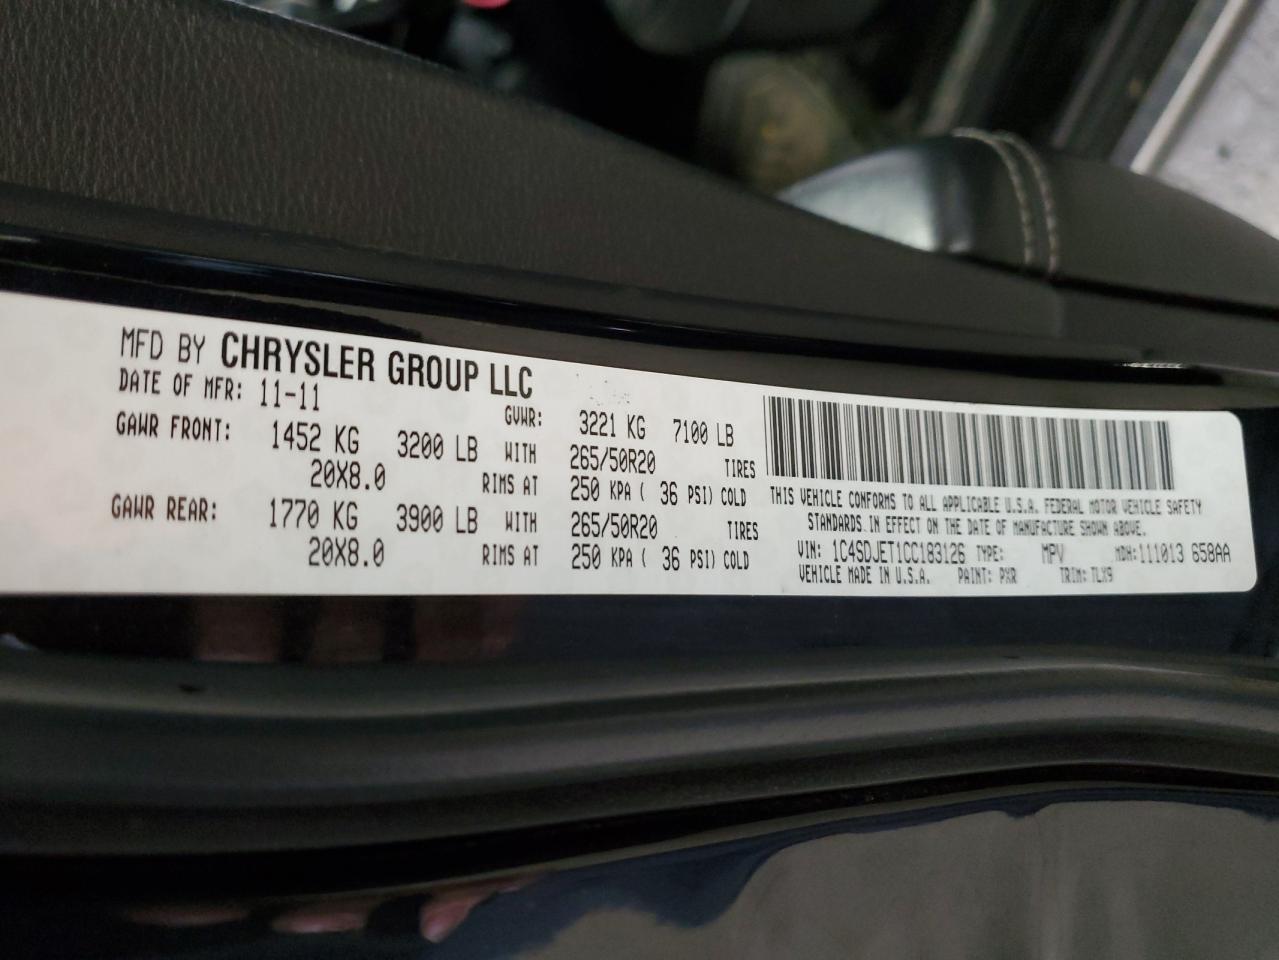 MFD BY CHRYSLER GROUP LLC
DATE OF MFR: 11-11 GVWR: 3221 KG 7100 LB
GAWR FRONT: 1452 KG 3200 LB WITH 265/50R20 TIRES
20X8.0 RIMS AT 250 KPA ( 36 PSI) COLD
GAWR REAR: 1770 KG 3900 LB WITH 265/50R20 TIRES
20X8.0 RIMS AT 250 KPA ( 36 PSI) COLD
THIS VEHICLE CONFORMS TO ALL APPLICABLE U.S.A. FEDERAL MOTOR VEHICLE SAFETY
STANDARDS IN EFFECT ON THE DATE OF MANUFACTURE SHOWN ABOVE.
VIN: 1C4SDJET1CC183126 TYPE: MPV MDH:111013 658AA
VEHICLE MADE IN U.S.A. PAINT: PXR TRIM: TLX9